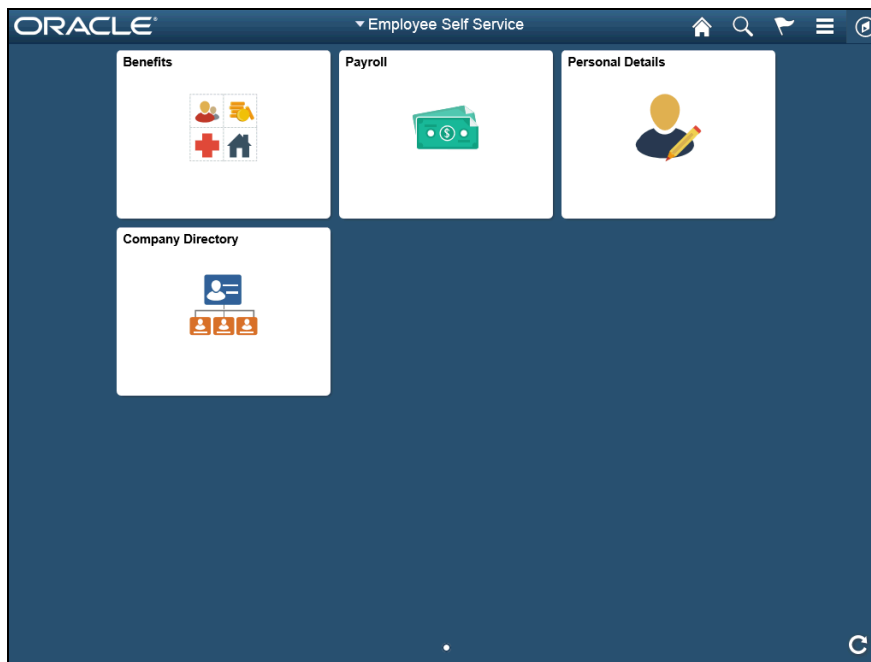 ORACLE®
Employee Self Service
Benefits
Payroll
Personal Details
$
Company Directory